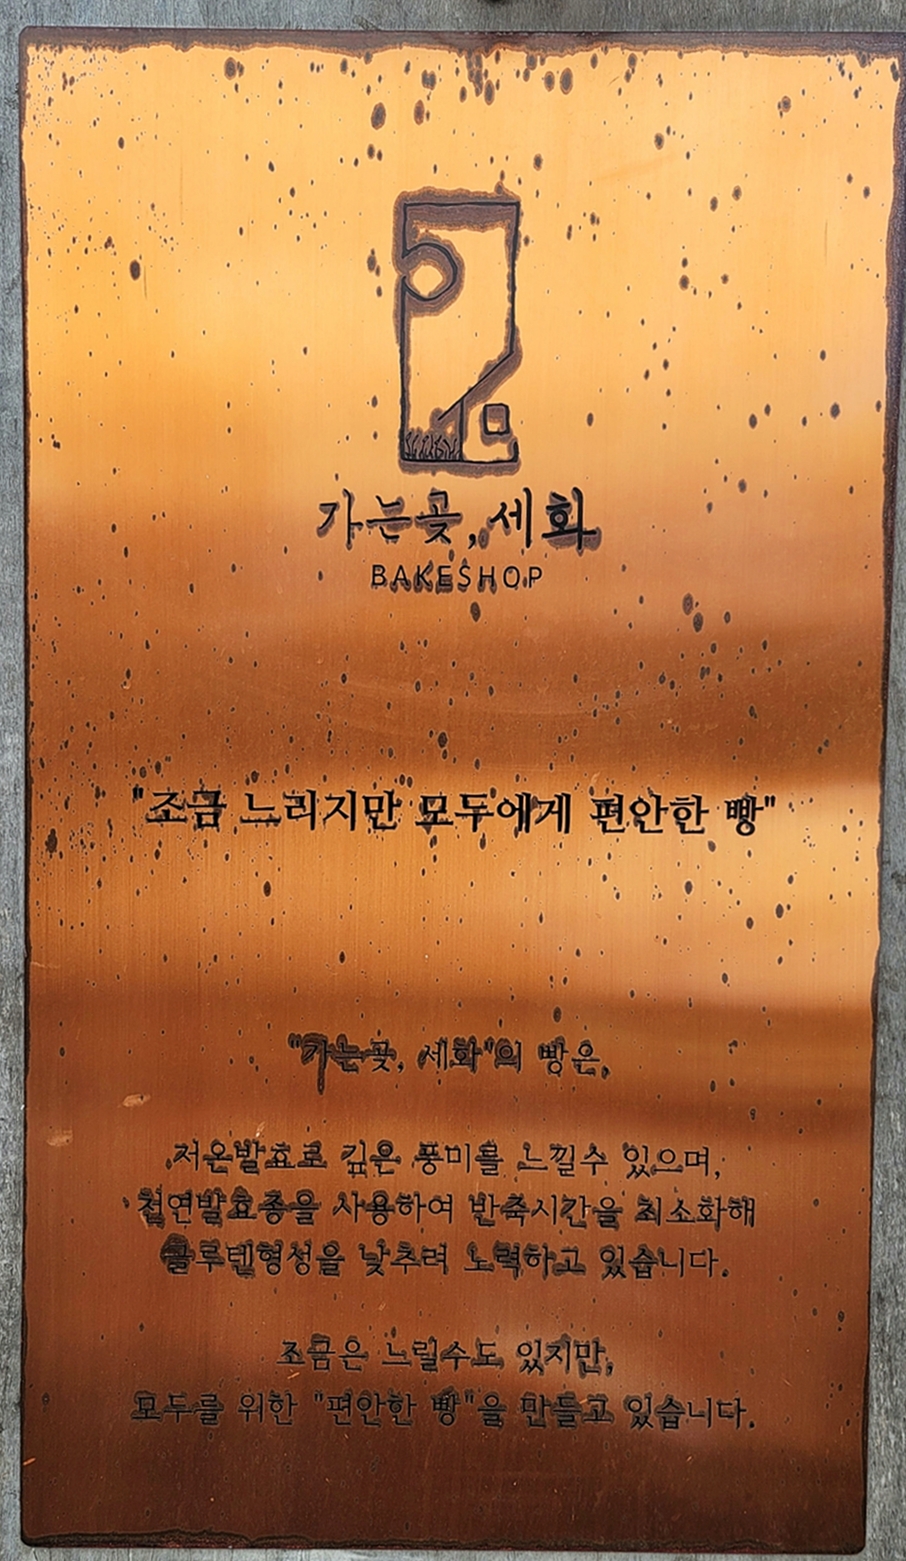 가는곶, 세화
BAKESHOP
"조금 느리지만 모두에게 편안한 빵"
"가는곶, 세화"의 빵은,
저온발효로 깊은 풍미를 느낄수 있으며,
천연발효종을 사용하여 반죽시간을 최소화해
글루텐형성을 낮추려 노력하고 있습니다.
조금은 느릴수도 있지만,
모두를 위한 "편안한 빵"을 만들고 있습니다.